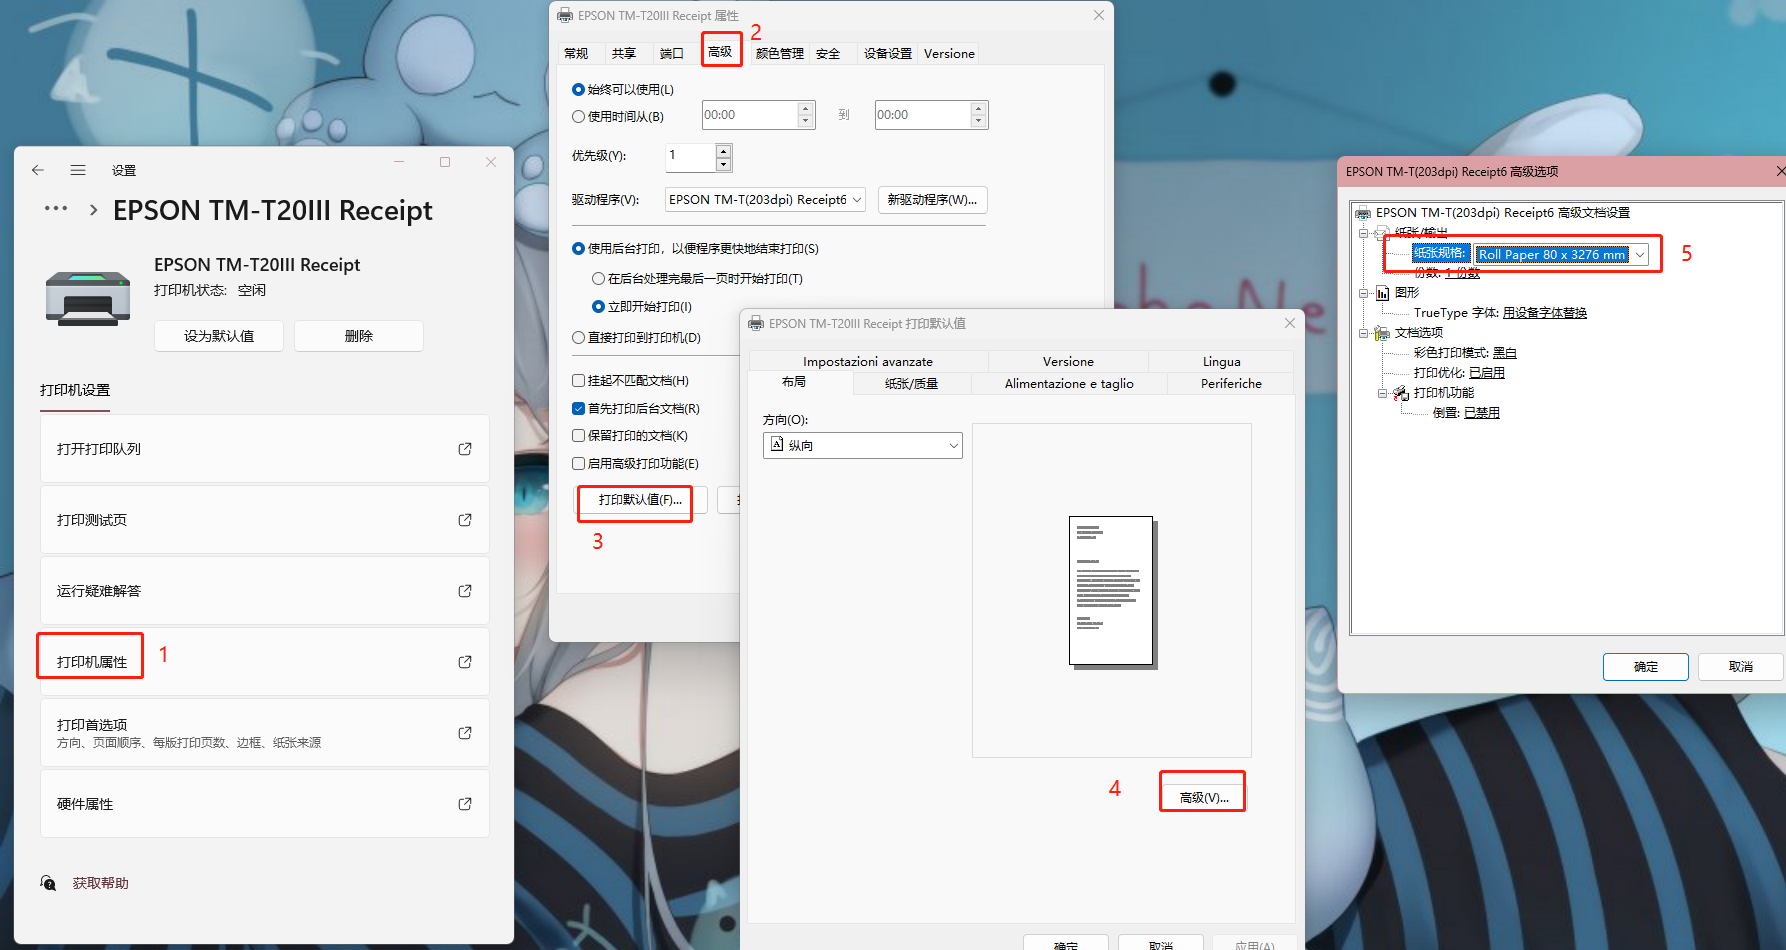 设置
EPSON TM-T20III Receipt
EPSON TM-T20III Receipt
打印机状态: 空闲
设为默认值
删除
打印机设置
打开打印队列
打印测试页
运行疑难解答
打印机属性
1
打印首选项
方向、页面顺序、每版打印页数、边框、纸张来源
硬件属性
获取帮助
EPSON TM-T20III Receipt 属性
2
常规 共享 端口 高级 颜色管理 安全 设备设置 Versione
始终可以使用(L)
使用时间从(B) 00:00 到 00:00
优先级(Y): 1
驱动程序(V): EPSON TM-T(203dpi) Receipt6 新驱动程序(W)...
使用后台打印，以便程序更快地结束打印(S)
在后台处理完最后一页时开始打印(T)
立即开始打印(I)
直接打印到打印机(D)
挂起不匹配文档(H)
首先打印后台文档(R)
保留打印的文档(K)
启用高级打印功能(E)
打印默认值(F)...
3
EPSON TM-T20III Receipt 打印默认值
Impostazioni avanzate Versione Lingua
布局 纸张/质量 Alimentazione e taglio Periferiche
方向(O):
纵向
4
高级(V)...
确定 取消 应用(A)
EPSON TM-T(203dpi) Receipt6 高级选项
EPSON TM-T(203dpi) Receipt6 高级文档设置
纸张/输出
纸张规格: Roll Paper 80 x 3276 mm
5
份数: 1 份数
图形
TrueType 字体: 用设备字体替换
文档选项
彩色打印模式: 黑白
打印优化: 已启用
打印机功能
倒置: 已禁用
确定 取消